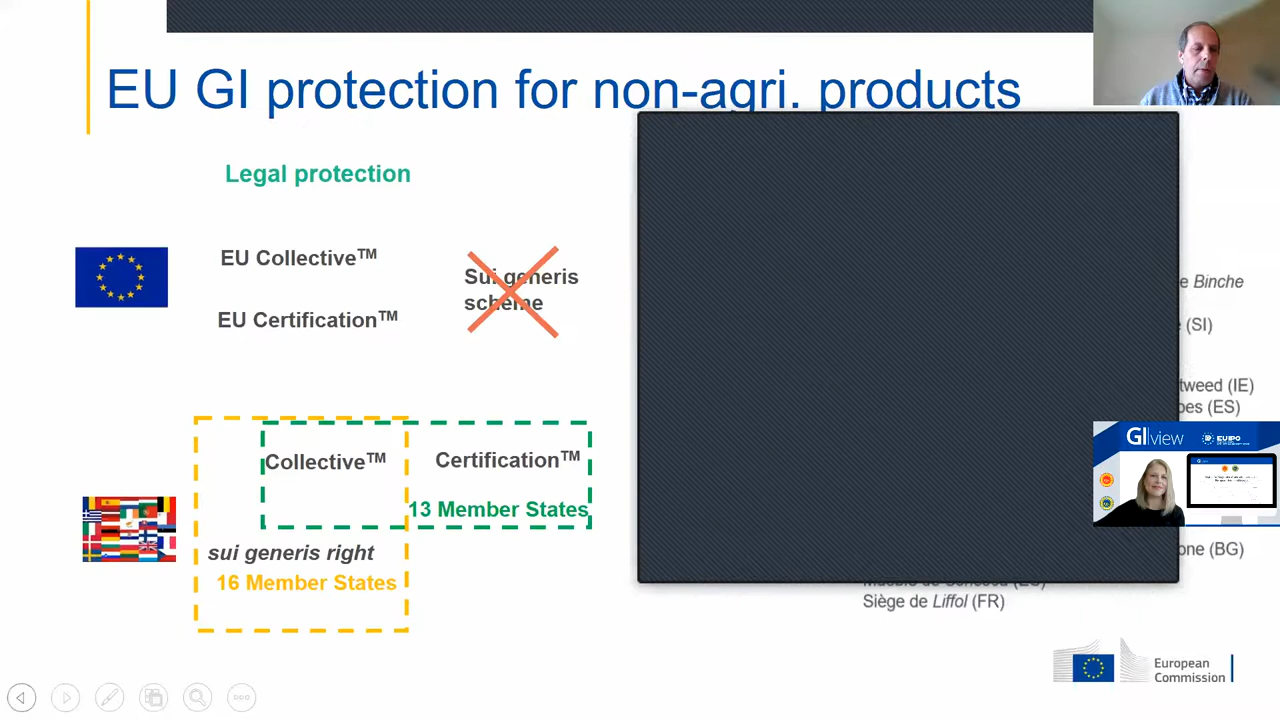 EU GI protection for non-agri. products
Legal protection
EU Collective™
EU Certification™
Sui generis
scheme
Collective™
Certification™
13 Member States
sui generis right
16 Member States
Binche
(SI)
tweed (IE)
(ES)
(BG)
Siège de Liffol (FR)
GIview
EUIPO
European
Commission